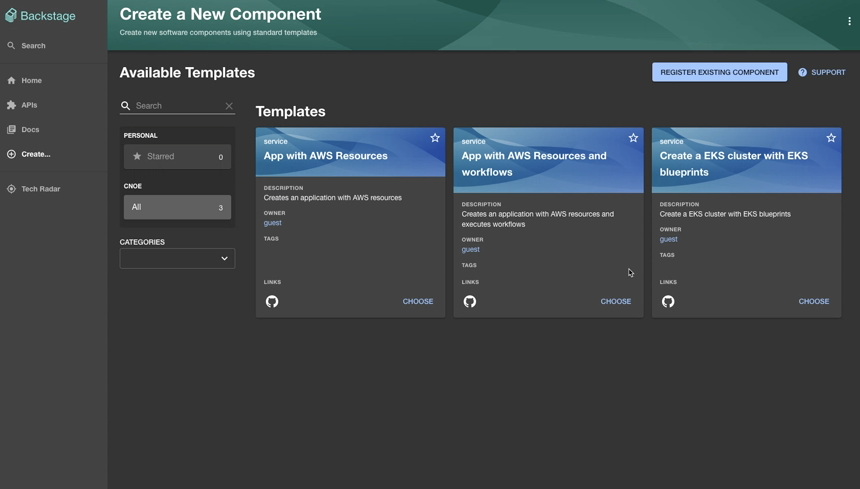 Backstage
Search
Home
APIs
Docs
Create...
Tech Radar
Create a New Component
Create new software components using standard templates
Available Templates
REGISTER EXISTING COMPONENT
SUPPORT
Search
PERSONAL
Starred 0
CNOE
All 3
CATEGORIES
Templates
service
App with AWS Resources
DESCRIPTION
Creates an application with AWS resources
OWNER
guest
TAGS
LINKS
CHOOSE
service
App with AWS Resources and
workflows
DESCRIPTION
Creates an application with AWS resources and
executes workflows
OWNER
guest
TAGS
LINKS
CHOOSE
service
Create a EKS cluster with EKS
blueprints
DESCRIPTION
Create a EKS cluster with EKS blueprints
OWNER
guest
TAGS
LINKS
CHOOSE